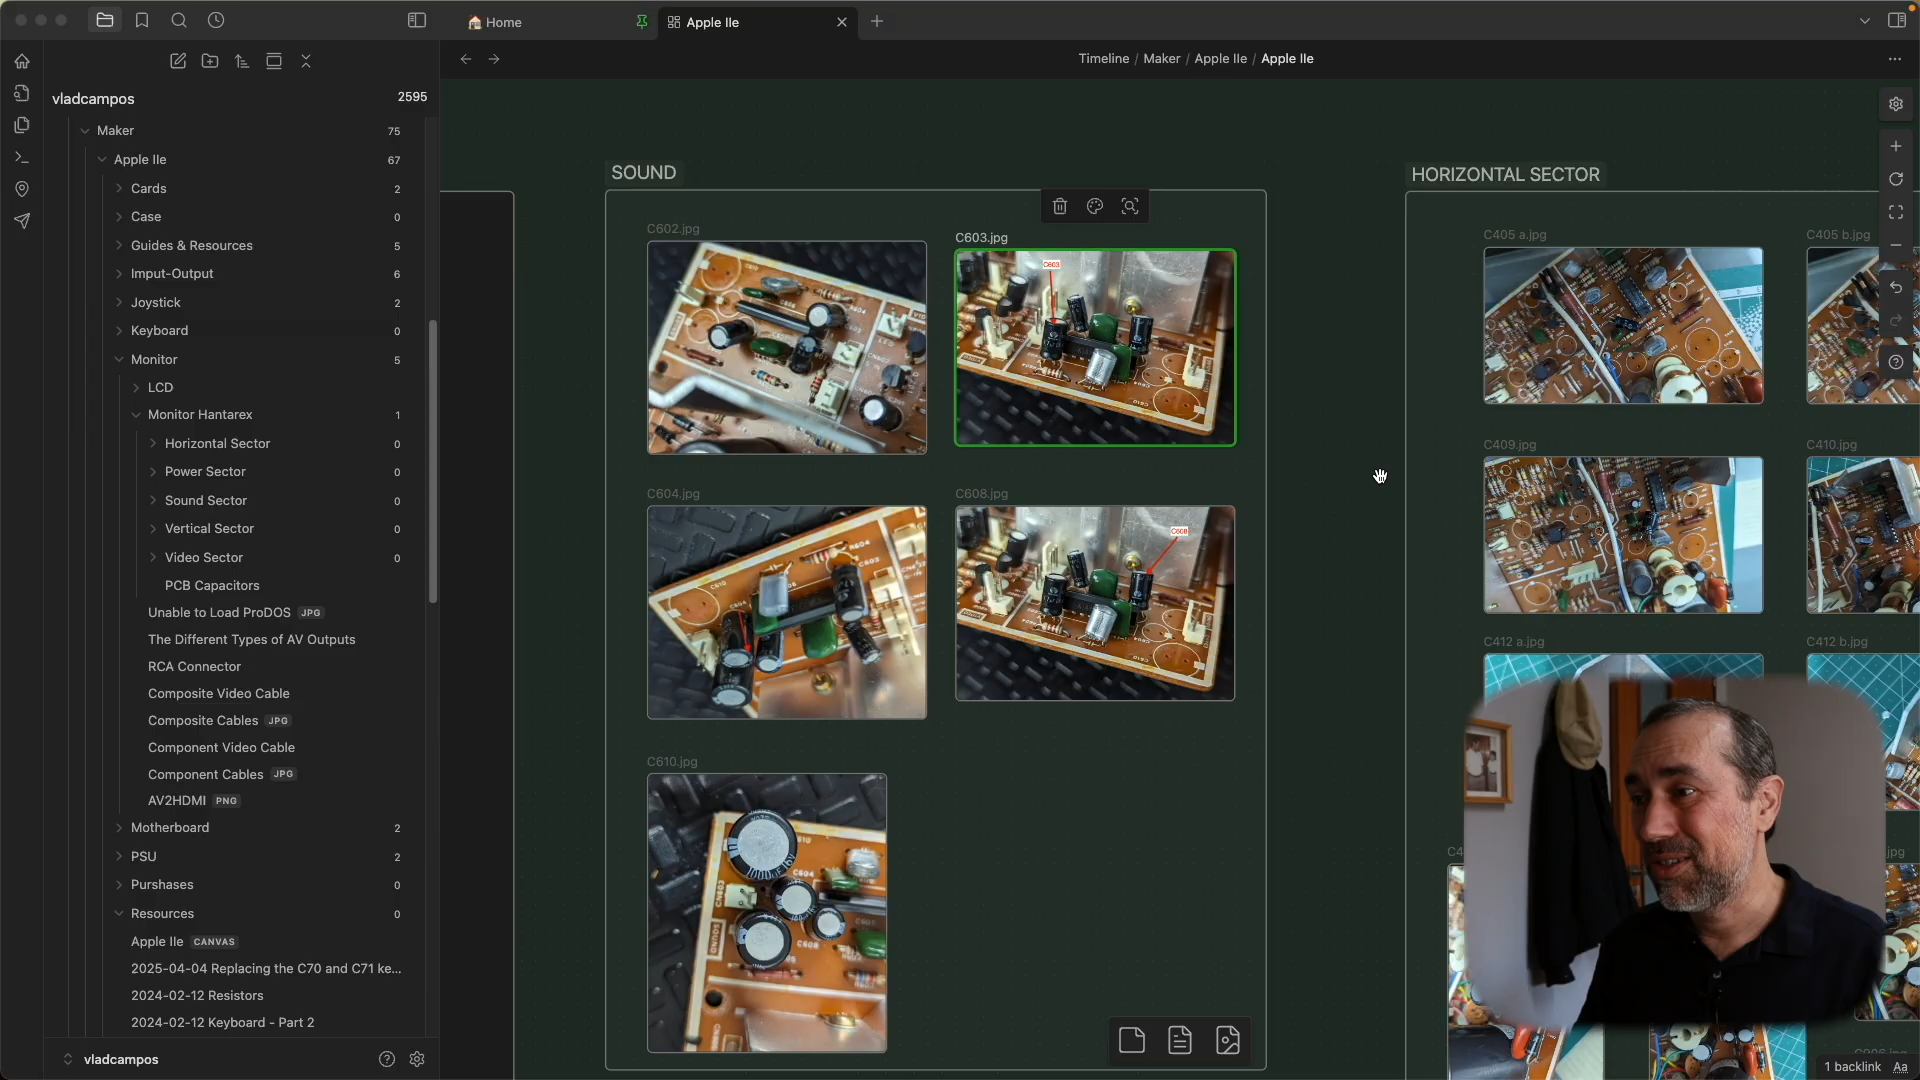 Home
Apple IIe
Timeline / Maker / Apple IIe / Apple IIe
vladcampos 2595
Maker 75
Apple IIe 67
Cards 2
Case 0
Guides & Resources 5
Imput-Output 6
Joystick 2
Keyboard 0
Monitor 5
LCD
Monitor Hantarex 1
Horizontal Sector 0
Power Sector 0
Sound Sector 0
Vertical Sector 0
Video Sector 0
PCB Capacitors
Unable to Load ProDOS JPG
The Different Types of AV Outputs
RCA Connector
Composite Video Cable
Composite Cables JPG
Component Video Cable
Component Cables JPG
AV2HDMI PNG
Motherboard 2
PSU 2
Purshases 0
Resources 0
Apple IIe CANVAS
2025-04-04 Replacing the C70 and C71 ke...
2024-02-12 Resistors
2024-02-12 Keyboard - Part 2
vladcampos
SOUND
C602.jpg
C603.jpg
C603
C604.jpg
C608.jpg
C608
C610.jpg
HORIZONTAL SECTOR
C405 a.jpg
C405 b.jpg
C409.jpg
C410.jpg
C412 a.jpg
C412 b.jpg
1 backlink Aa